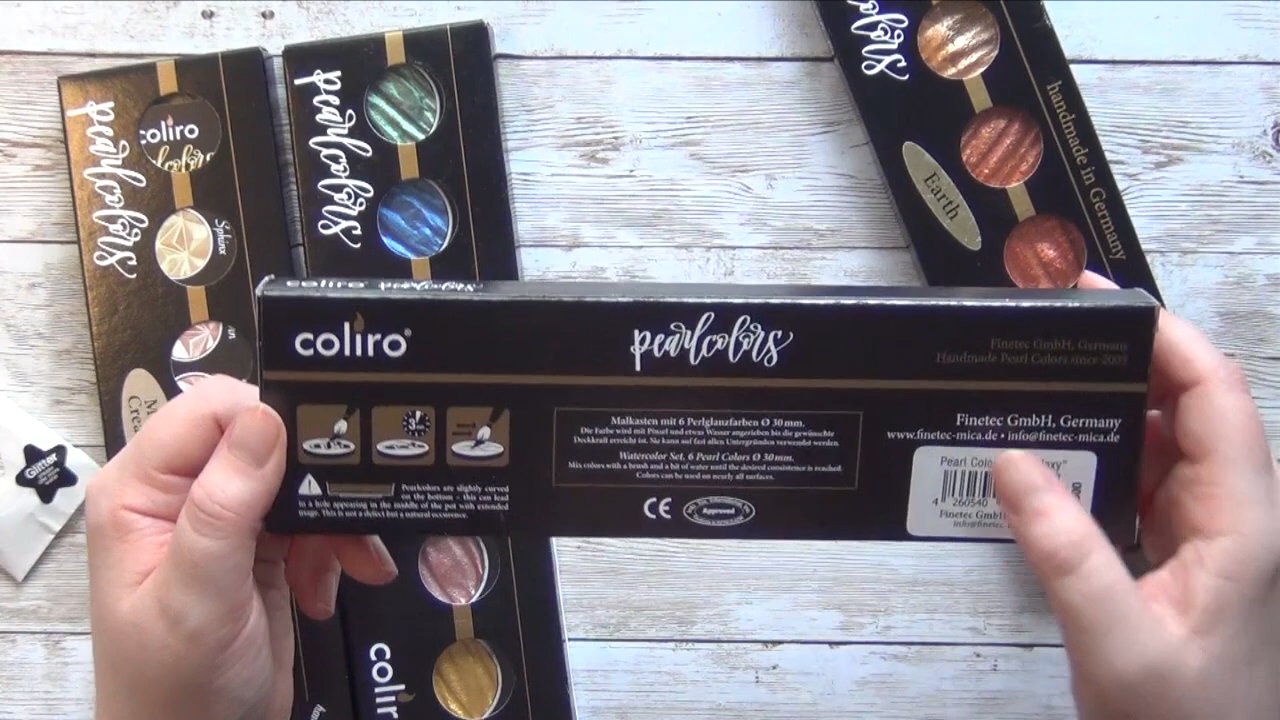 pearlcolors
coliro
Sphinx
pearlcolors
Earth
handmade in Germany
Glitter
coliro pearlcolors
coliro®
pearlcolors
Finetec GmbH, Germany
Handmade Pearl Colors since 2009
3min
Malkasten mit 6 Perlglanzfarben Ø 30 mm.
Die Farbe wird mit Pinsel und etwas Wasser angerieben bis die gewünschte
Deckkraft erreicht ist. Sie kann auf fast allen Untergründen verwendet werden.
Watercolor Set, 6 Pearl Colors Ø 30 mm.
Mix colors with a brush and a bit of water until the desired consistence is reached.
Colors can be used on nearly all surfaces.
Pearlcolors are slightly curved
on the bottom - this can lead
to a hole appearing in the middle of the pot with extended
usage. This is not a defect but a natural occurence.
CE
Approved
Finetec GmbH, Germany
www.finetec-mica.de • info@finetec-mica.de
Pearl Colo
4 260540
Finetec Gmb
info@finetec
coli